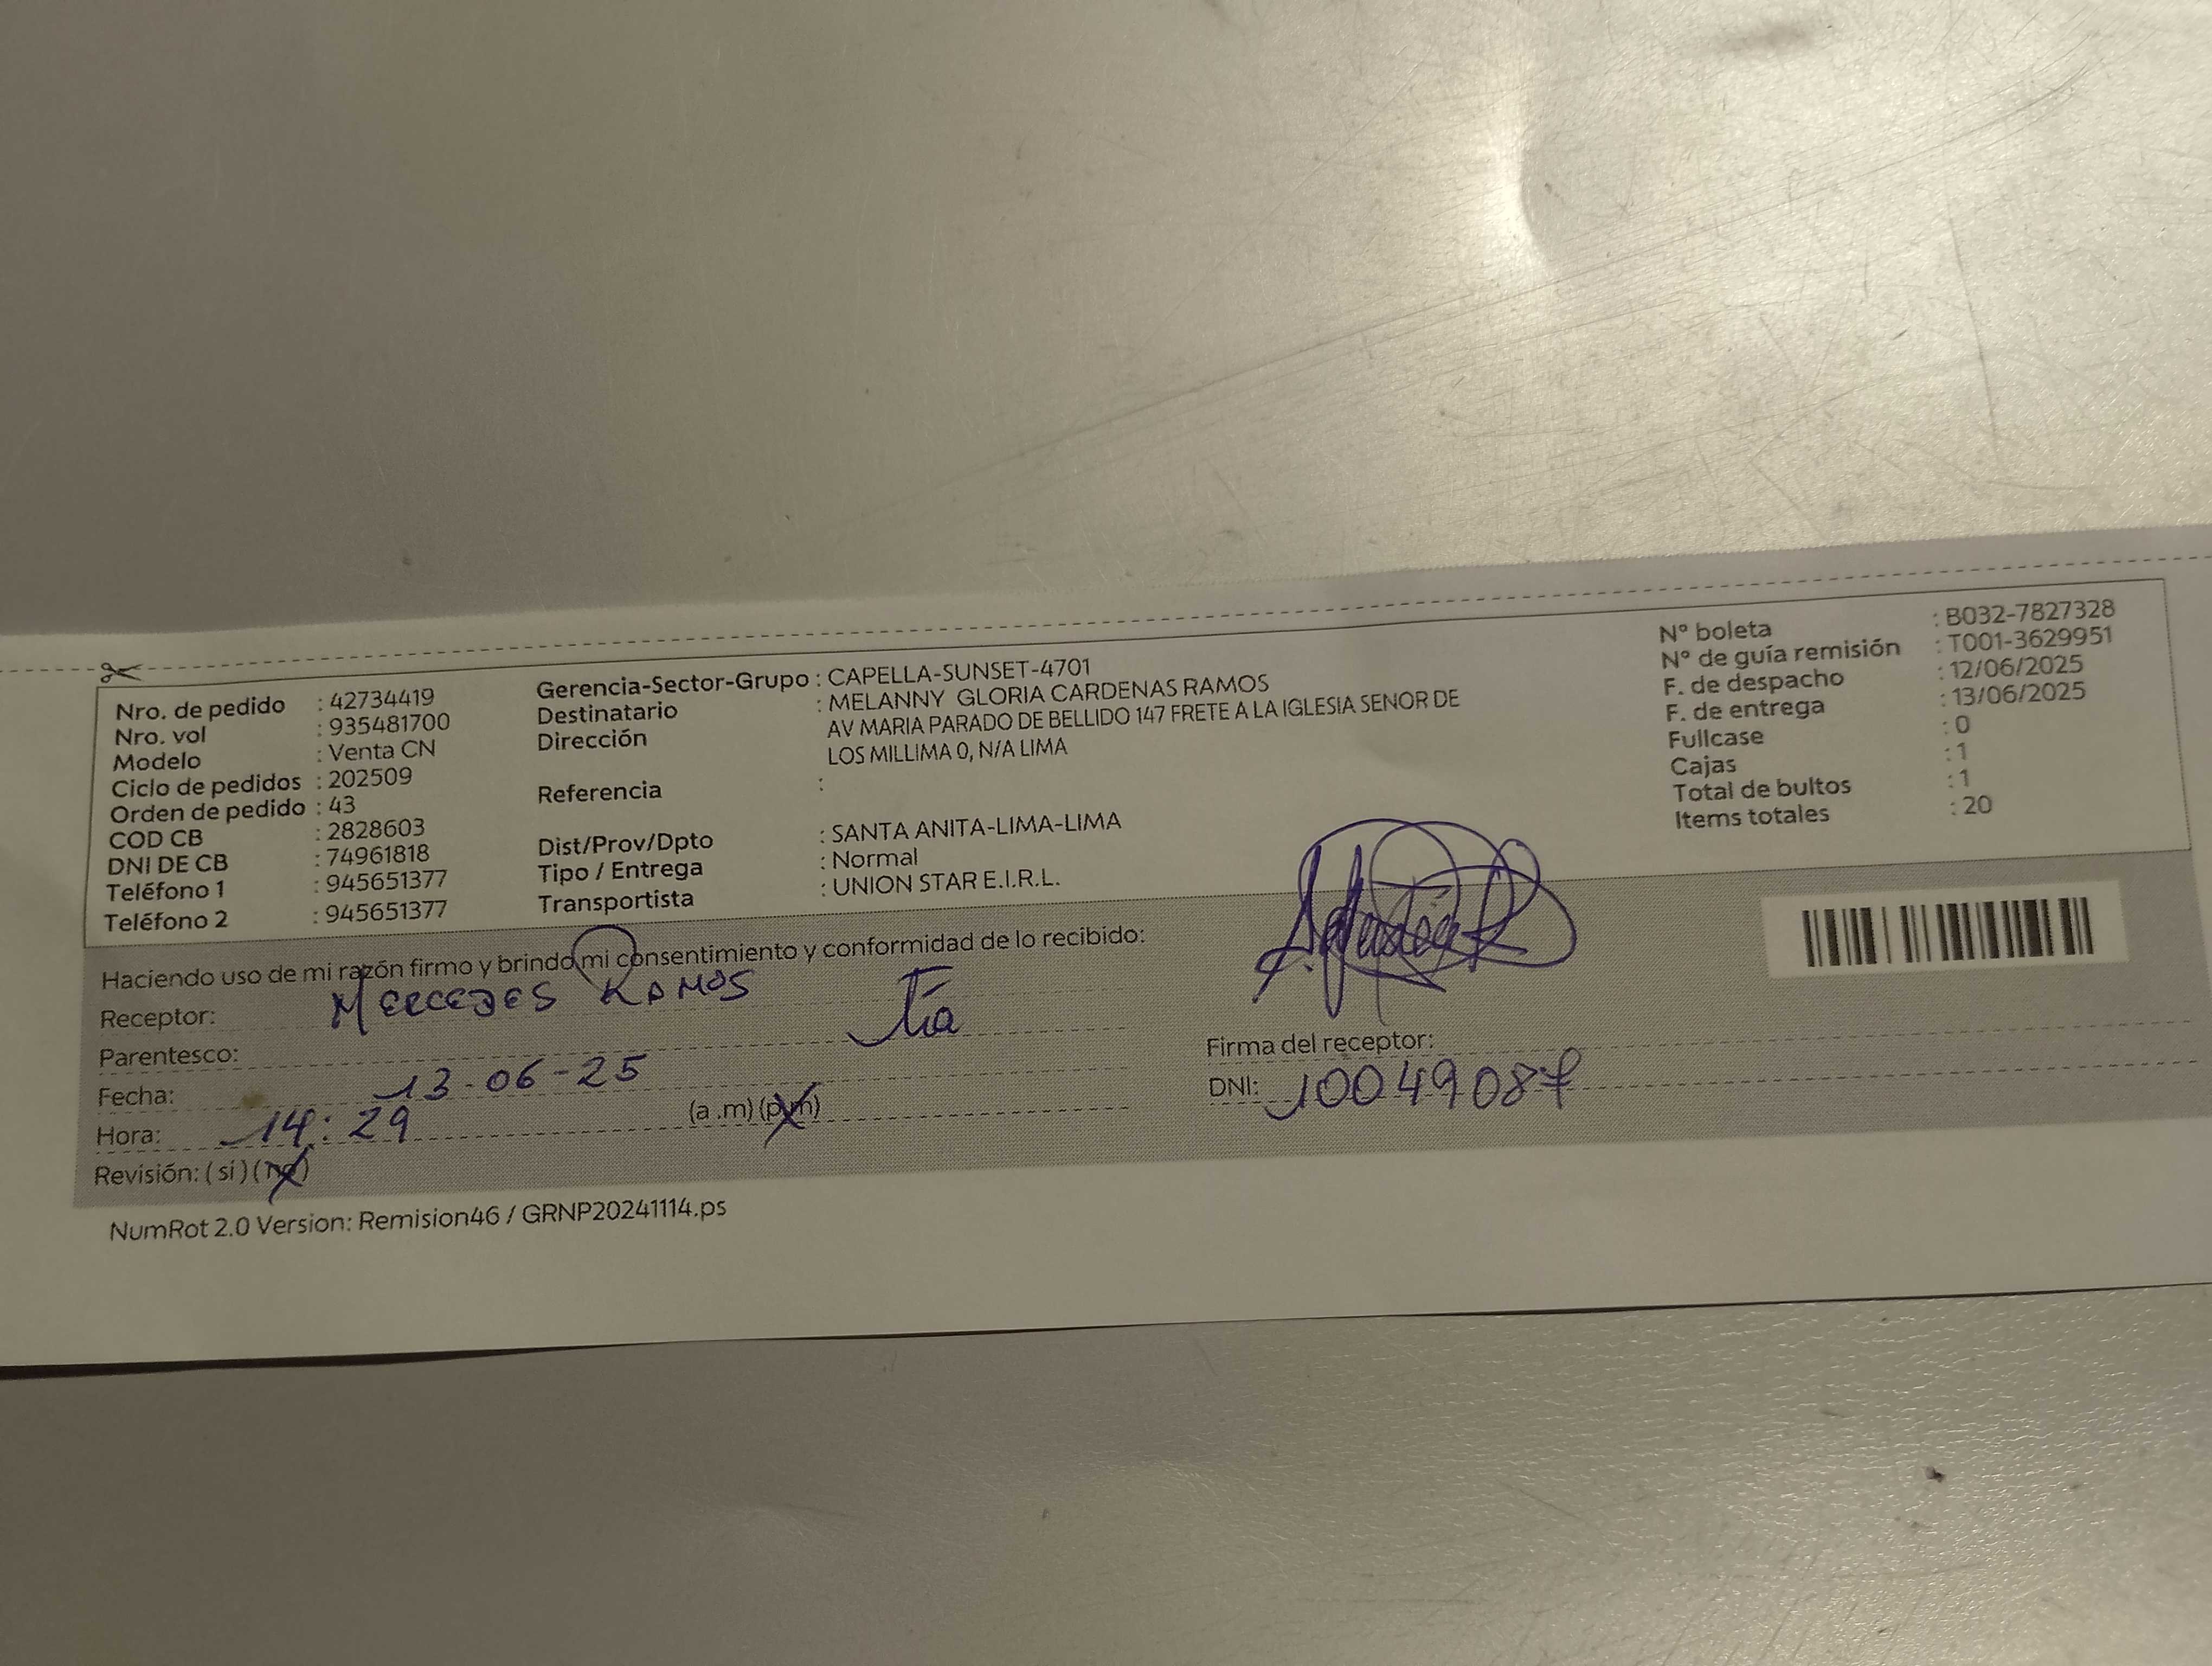 Nro. de pedido : 42734419
Nro. vol : 935481700
Modelo : Venta CN
Ciclo de pedidos : 202509
Orden de pedido : 43
COD CB : 2828603
DNI DE CB : 74961818
Teléfono 1 : 945651377
Teléfono 2 : 945651377
Gerencia-Sector-Grupo : CAPELLA-SUNSET-4701
Destinatario : MELANNY GLORIA CARDENAS RAMOS
Dirección AV MARIA PARADO DE BELLIDO 147 FRETE A LA IGLESIA SENOR DE
LOS MILLIMA 0, N/A LIMA
Referencia :
Dist/Prov/Dpto : SANTA ANITA-LIMA-LIMA
Tipo / Entrega : Normal
Transportista : UNION STAR E.I.R.L.
N° boleta : B032-7827328
N° de guía remisión : T001-3629951
F. de despacho : 12/06/2025
F. de entrega : 13/06/2025
Fullcase : 0
Cajas : 1
Total de bultos : 1
Items totales : 20
Haciendo uso de mi razón firmo y brindo mi consentimiento y conformidad de lo recibido:
Receptor: MERCEDES RAMOS
Parentesco: tía
Fecha: 13-06-25
Hora: 14:29 (a .m) (p.m)
Revisión: ( sí ) ( no )
Firma del receptor:
DNI: 10049087
NumRot 2.0 Version: Remision46 / GRNP20241114.ps